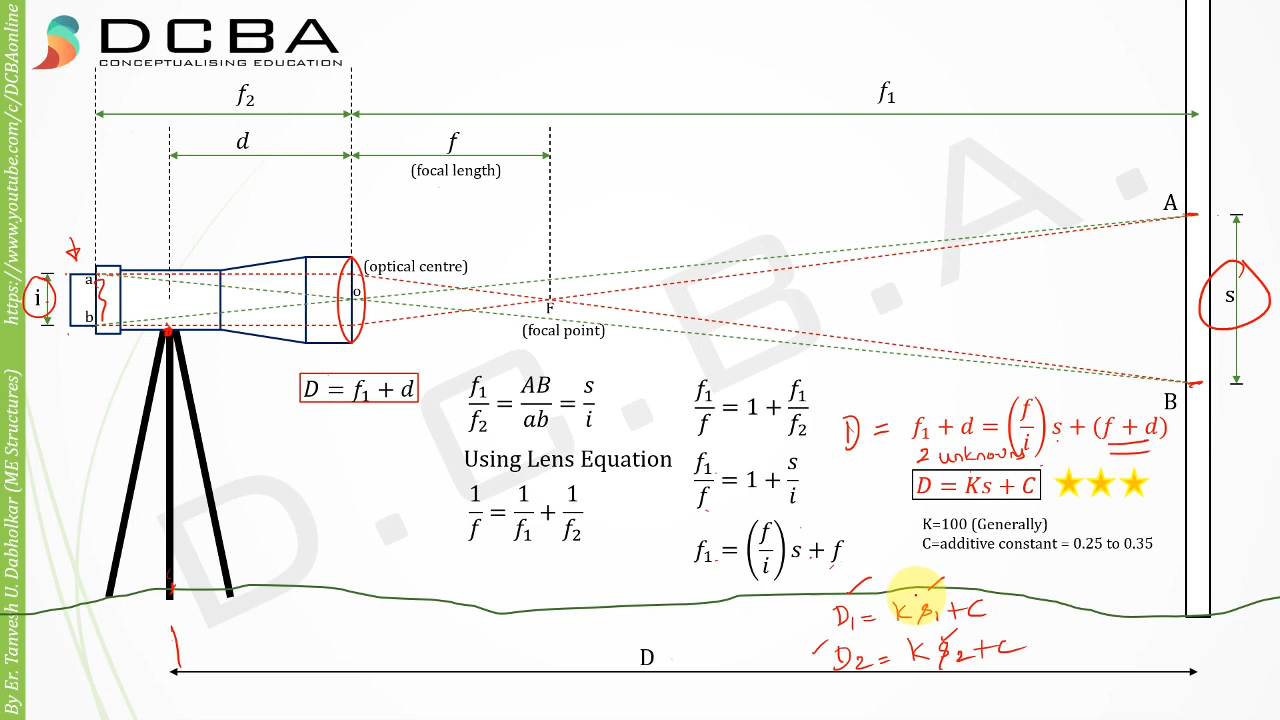 DCBA
CONCEPTUALISING EDUCATION
By Er. Tanvesh U. Dabholkar (ME Structures) https://www.youtube.com/c/DCBAonline
D.C.B.A.
f₂
f₁
d
f
(focal length)
A
a
(optical centre)
i
o
s
F
b
(focal point)
B
D = f₁ + d
f₁/f₂ = AB/ab = s/i
Using Lens Equation
1/f = 1/f₁ + 1/f₂
f₁/f = 1 + f₁/f₂
f₁/f = 1 + s/i
f₁ = (f/i) s + f
D = f₁ + d = (f/i) s + (f + d)
2 unknowns
D = Ks + C
K=100 (Generally)
C=additive constant = 0.25 to 0.35
D₁ = K s₁ + C
D₂ = K s₂ + C
D